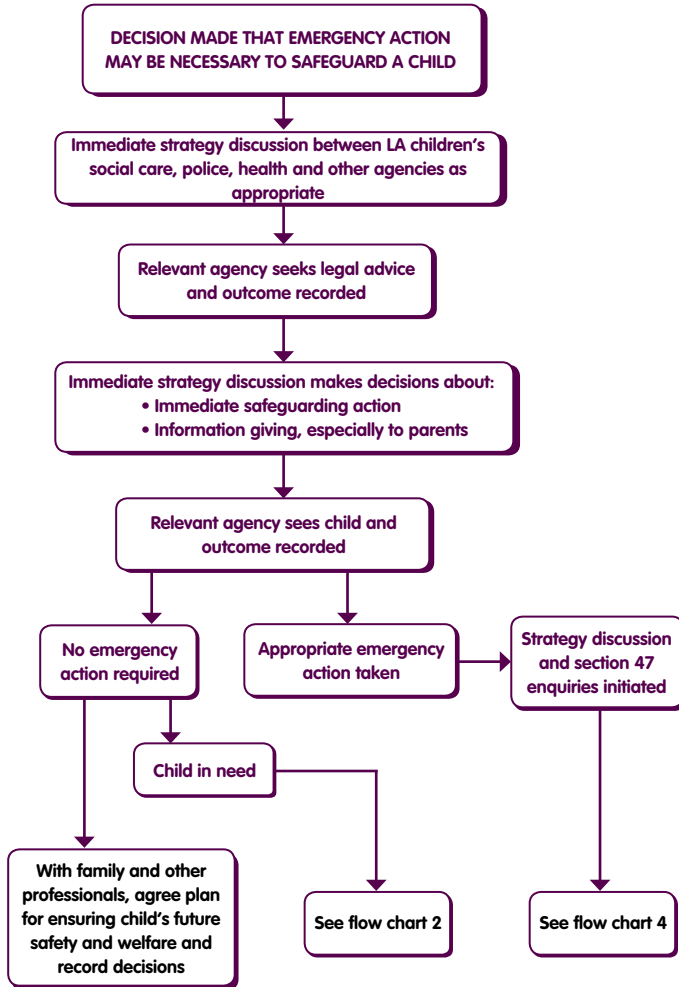 DECISION MADE THAT EMERGENCY ACTION
MAY BE NECESSARY TO SAFEGUARD A CHILD
Immediate strategy discussion between LA children's
social care, police, health and other agencies as
appropriate
Relevant agency seeks legal advice
and outcome recorded
Immediate strategy discussion makes decisions about:
• Immediate safeguarding action
• Information giving, especially to parents
Relevant agency sees child and
outcome recorded
No emergency
action required
Appropriate emergency
action taken
Strategy discussion
and section 47
enquiries initiated
Child in need
With family and other
professionals, agree plan
for ensuring child's future
safety and welfare and
record decisions
See flow chart 2
See flow chart 4